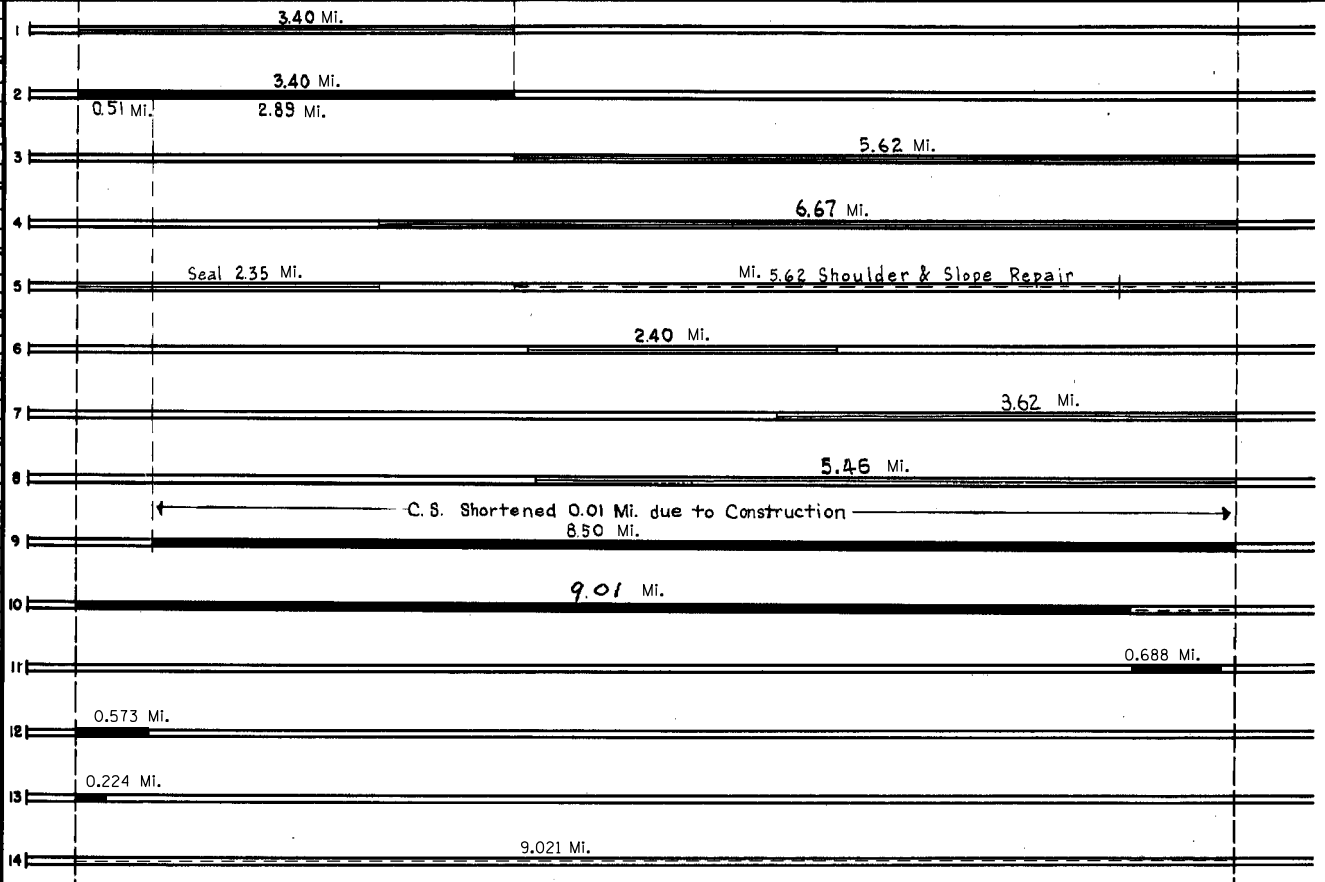 3.40 Mi.
1
3.40 Mi.
2
0.51 Mi. 2.89 Mi.
5.62 Mi.
3
6.67 Mi.
4
Seal 2.35 Mi. Mi. 5.62 Shoulder & Slope Repair
5
2.40 Mi.
6
3.62 Mi.
7
5.46 Mi.
8
C. S. Shortened 0.01 Mi. due to Construction
8.50 Mi.
9
9.01 Mi.
10
0.688 Mi.
11
0.573 Mi.
12
0.224 Mi.
13
9.021 Mi.
14